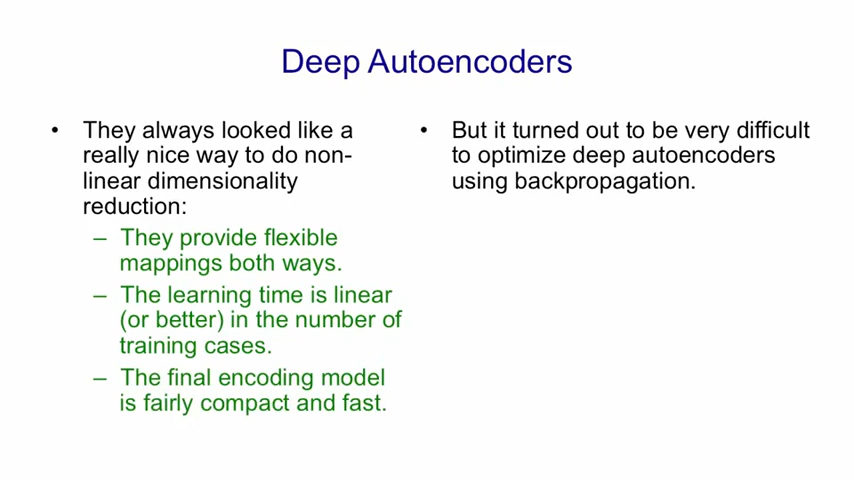 Deep Autoencoders
• They always looked like a
really nice way to do non-
linear dimensionality
reduction:
– They provide flexible
mappings both ways.
– The learning time is linear
(or better) in the number of
training cases.
– The final encoding model
is fairly compact and fast.
• But it turned out to be very difficult
to optimize deep autoencoders
using backpropagation.